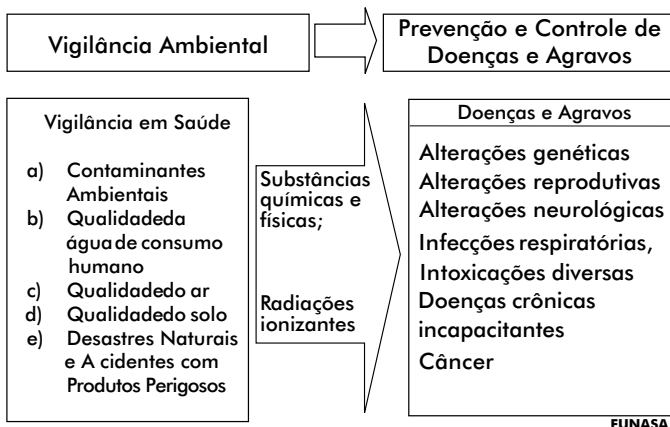 Vigilância Ambiental
Prevenção e Controle de
Doenças e Agravos
Vigilância em Saúde
a) Contaminantes
Ambientais
b) Qualidadeda
águade consumo
humano
c) Qualidadedo ar
d) Qualidadedo solo
e) Desastres Naturais
e A cidentes com
Produtos Perigosos
Substâncias
químicas e
físicas;
Radiações
ionizantes
Doenças e Agravos
Alterações genéticas
Alterações reprodutivas
Alterações neurológicas
Infecções respiratórias,
Intoxicações diversas
Doenças crônicas
incapacitantes
Câncer
FUNASA